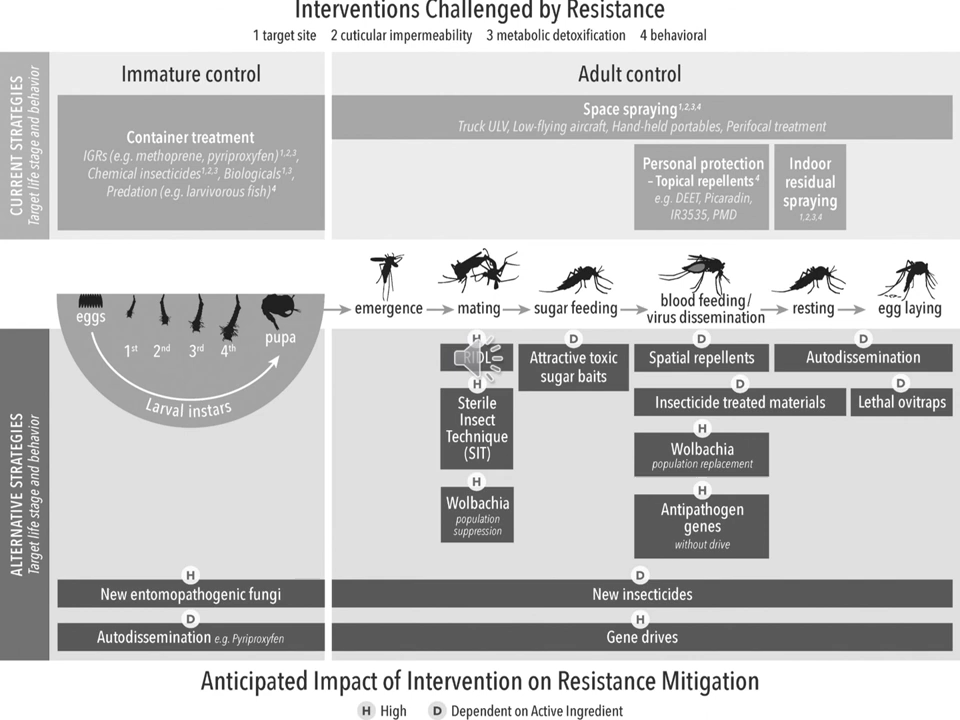 Interventions Challenged by Resistance
1 target site 2 cuticular impermeability 3 metabolic detoxification 4 behavioral
CURRENT STRATEGIES
Target life stage and behavior
Immature control
Adult control
Container treatment
IGRs (e.g. methoprene, pyriproxyfen)1,2,3,
Chemical insecticides1,2,3, Biologicals1,3,
Predation (e.g. larvivorous fish)4
Space spraying1,2,3,4
Truck ULV, Low-flying aircraft, Hand-held portables, Perifocal treatment
Personal protection
– Topical repellents4
e.g. DEET, Picaradin,
IR3535, PMD
Indoor
residual
spraying
1,2,3,4
eggs
1st
2nd
3rd
4th
pupa
Larval instars
emergence
mating
sugar feeding
blood feeding/
virus dissemination
resting
egg laying
ALTERNATIVE STRATEGIES
Target life stage and behavior
H
RIDL
D
Attractive toxic
sugar baits
D
Spatial repellents
D
Autodissemination
H
Sterile
Insect
Technique
(SIT)
D
Insecticide treated materials
D
Lethal ovitraps
H
Wolbachia
population replacement
H
Wolbachia
population
suppression
H
Antipathogen
genes
without drive
H
New entomopathogenic fungi
D
New insecticides
D
Autodissemination e.g. Pyriproxyfen
H
Gene drives
Anticipated Impact of Intervention on Resistance Mitigation
H High D Dependent on Active Ingredient